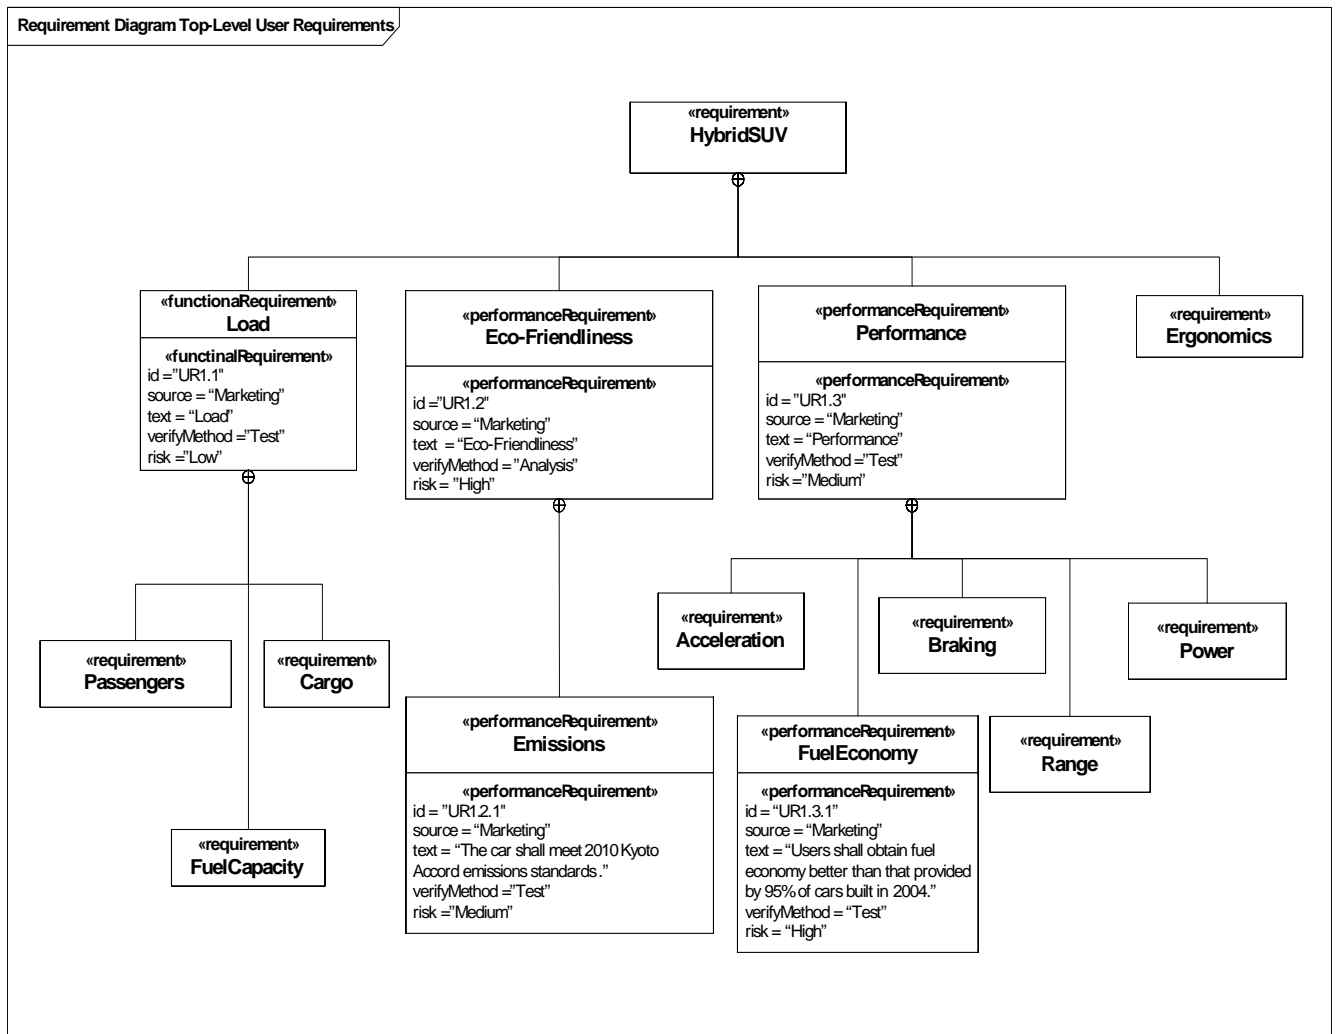 Requirement Diagram Top-Level User Requirements
«requirement»
HybridSUV
«functionaRequirement»
Load
«functinalRequirement»
id ="UR1.1"
source = “Marketing”
text = “Load”
verifyMethod =”Test”
risk =”Low”
«performanceRequirement»
Eco-Friendliness
«performanceRequirement»
id =”UR1.2"
source = “Marketing”
text = “Eco-Friendliness”
verifyMethod = ”Analysis”
risk = ”High”
«performanceRequirement»
Performance
«performanceRequirement»
id =”UR1.3"
source = “Marketing”
text = “Performance”
verifyMethod =”Test”
risk =”Medium”
«requirement»
Ergonomics
«requirement»
Passengers
«requirement»
Cargo
«requirement»
FuelCapacity
«performanceRequirement»
Emissions
«performanceRequirement»
id = ”UR1.2.1"
source = “Marketing”
text = “The car shall meet 2010 Kyoto
Accord emissions standards.”
verifyMethod =”Test”
risk =”Medium”
«requirement»
Acceleration
«performanceRequirement»
FuelEconomy
«performanceRequirement»
id = “UR1.3.1”
source = “Marketing”
text = “Users shall obtain fuel
economy better than that provided
by 95% of cars built in 2004.”
verifyMethod = “Test”
risk = “High”
«requirement»
Braking
«requirement»
Range
«requirement»
Power